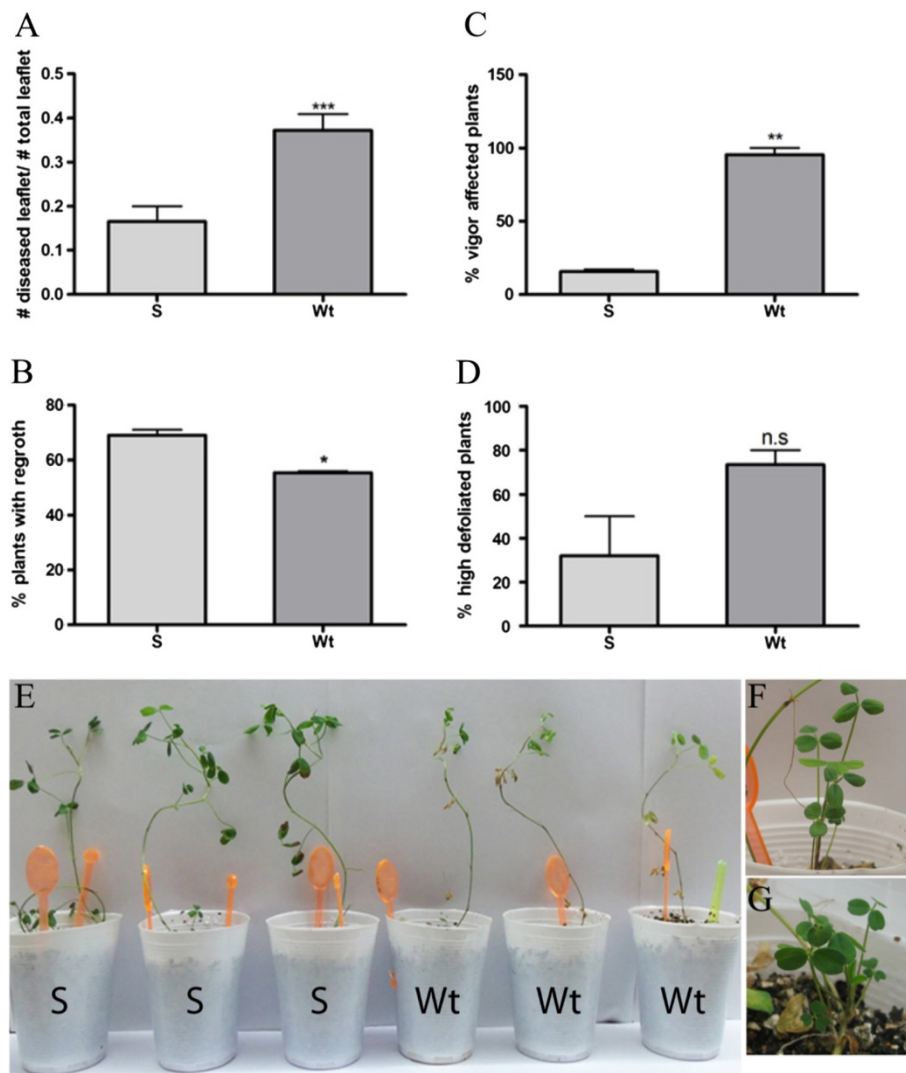 A
# diseased leaflet/ # total leaflet
0.5
0.4
0.3
0.2
0.1
0.0
***
S
Wt
C
% vigor affected plants
150
100
50
0
**
S
Wt
B
% plants with regroth
80
60
40
20
0
*
S
Wt
D
% high defoliated plants
100
80
60
40
20
0
n.s
S
Wt
E
S
S
S
Wt
Wt
Wt
F
G